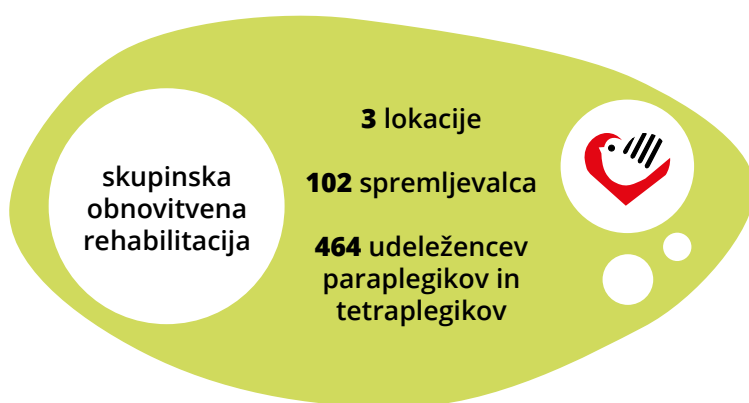 skupinska
obnovitvena
rehabilitacija
3 lokacije
102 spremljevalca
464 udeležencev
paraplegikov in
tetraplegikov